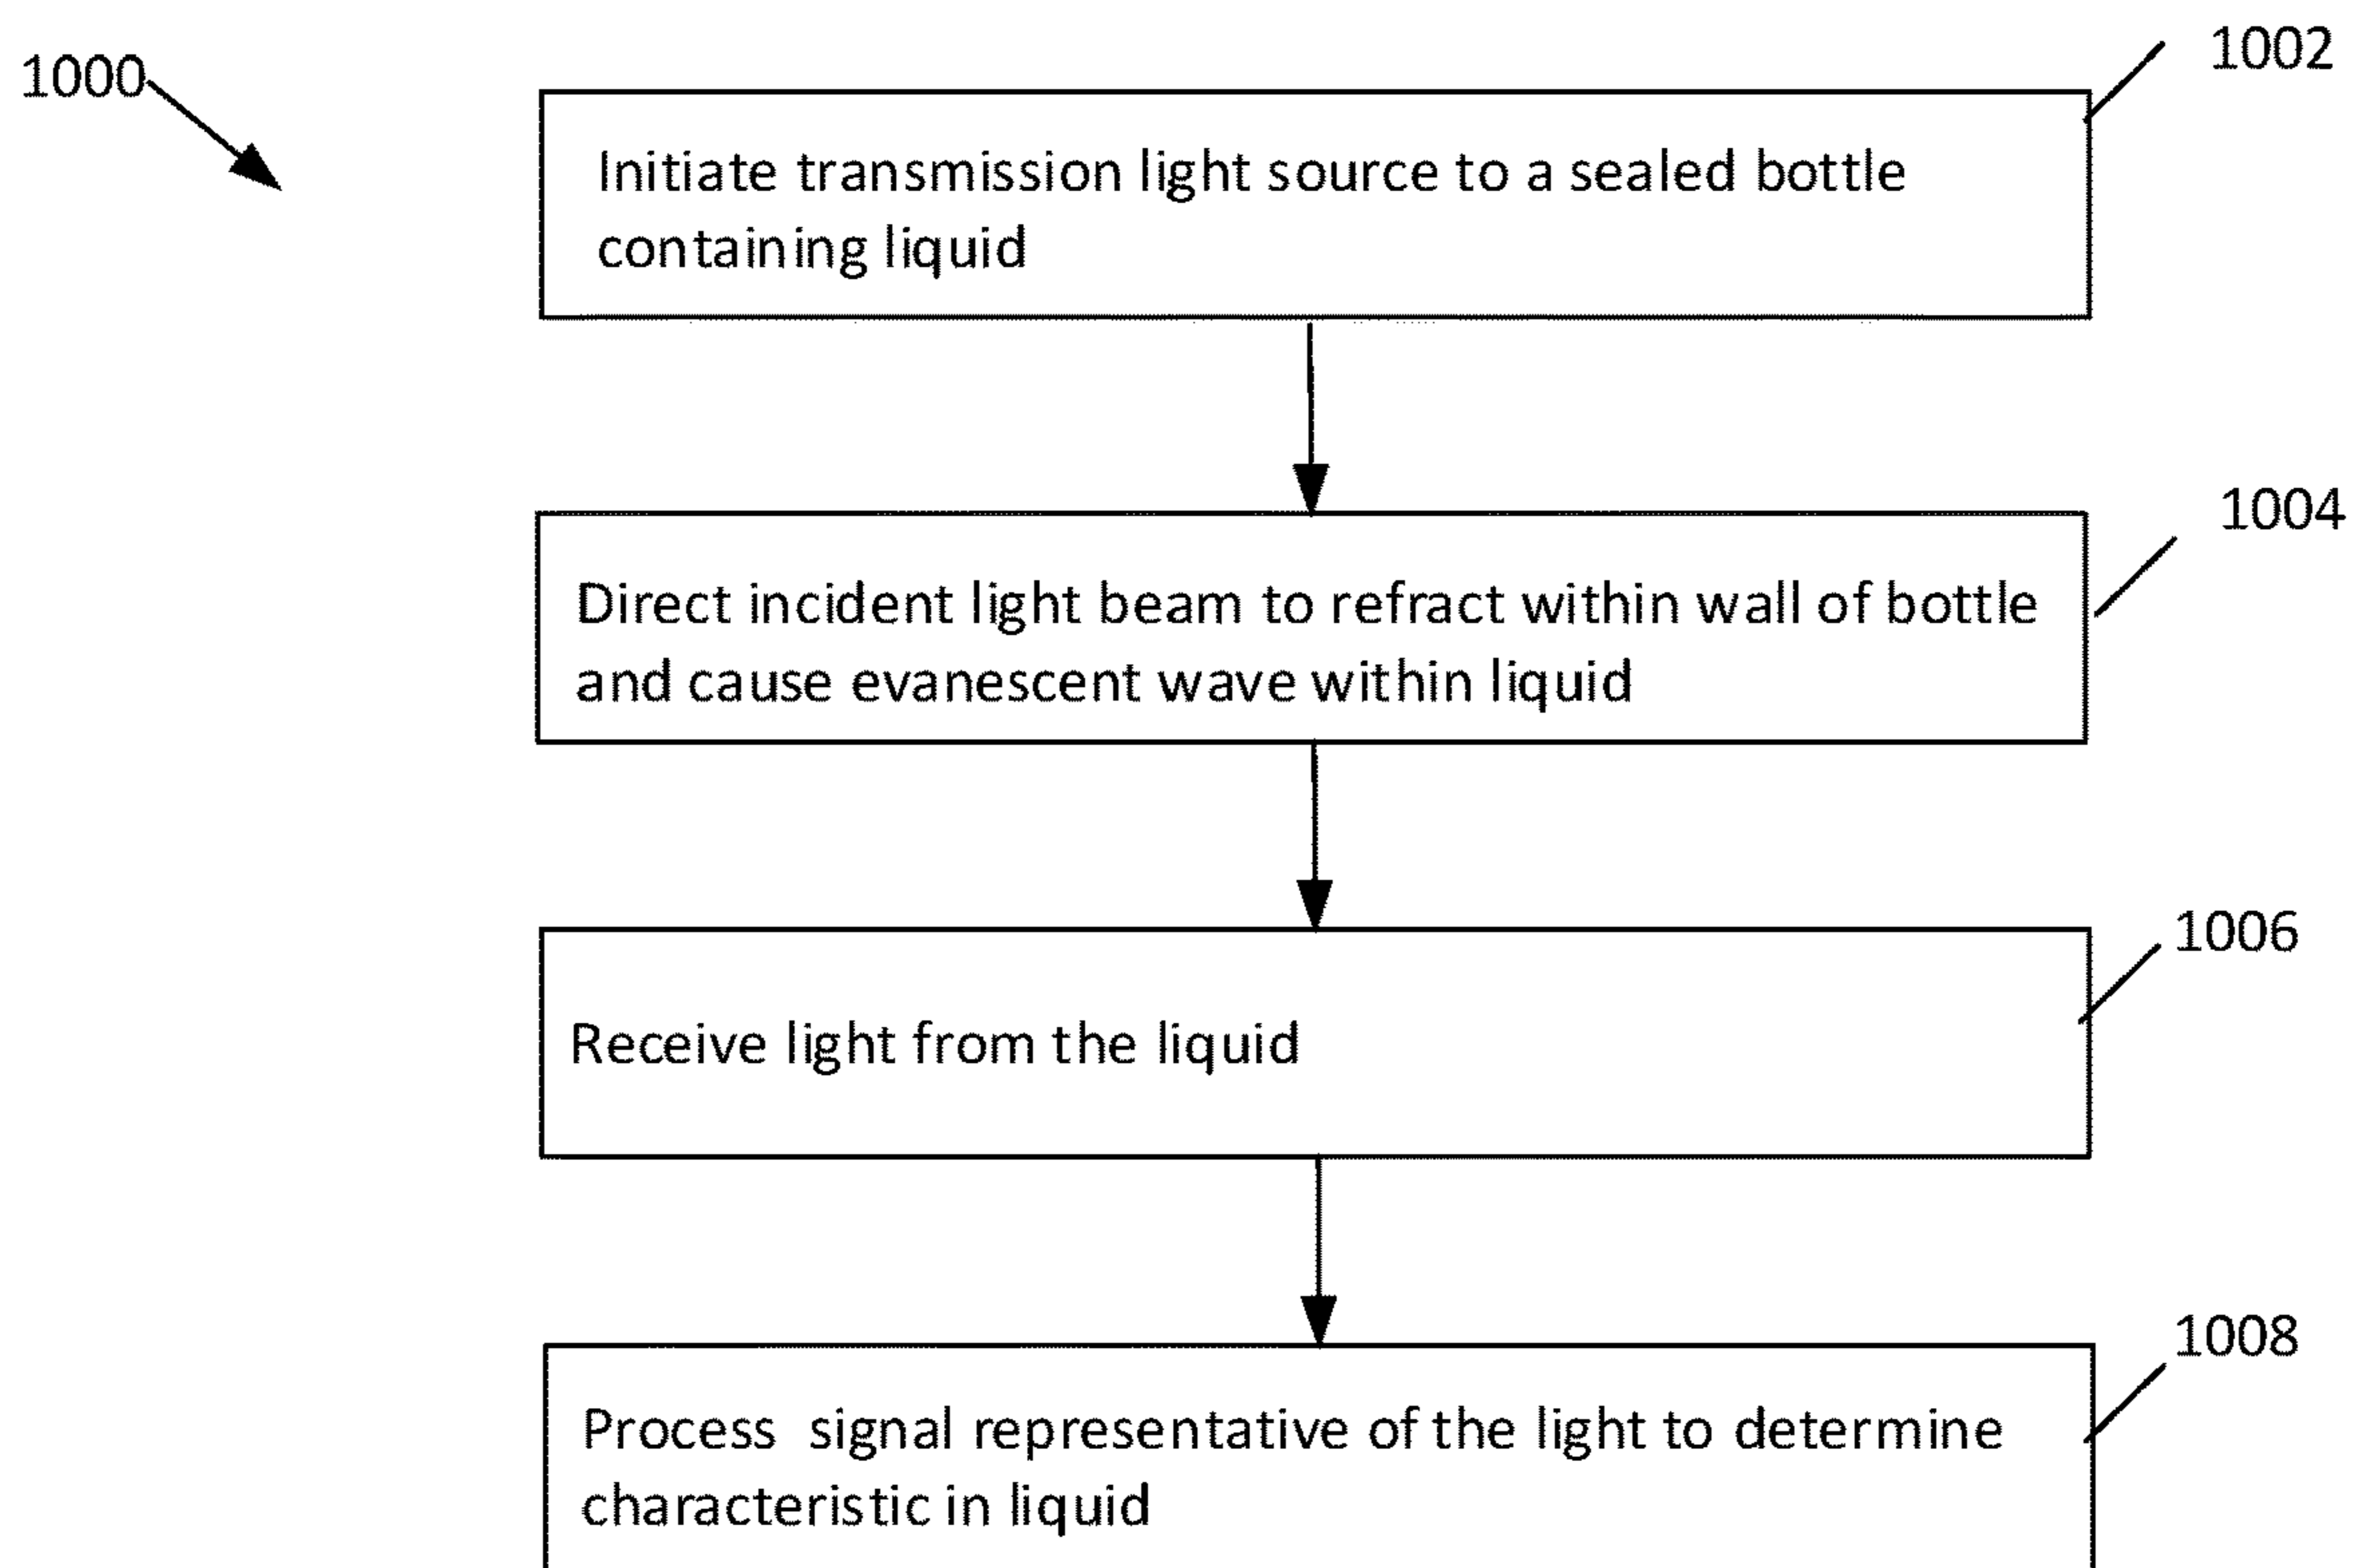 1000
1002
Initiate transmission light source to a sealed bottle
containing liquid
1004
Direct incident light beam to refract within wall of bottle
and cause evanescent wave within liquid
1006
Receive light from the liquid
1008
Process signal representative of the light to determine
characteristic in liquid